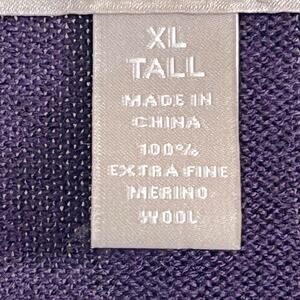 XL
TALL
MADE IN
CHINA
100%
EXTRA FINE
MERINO
WOOL